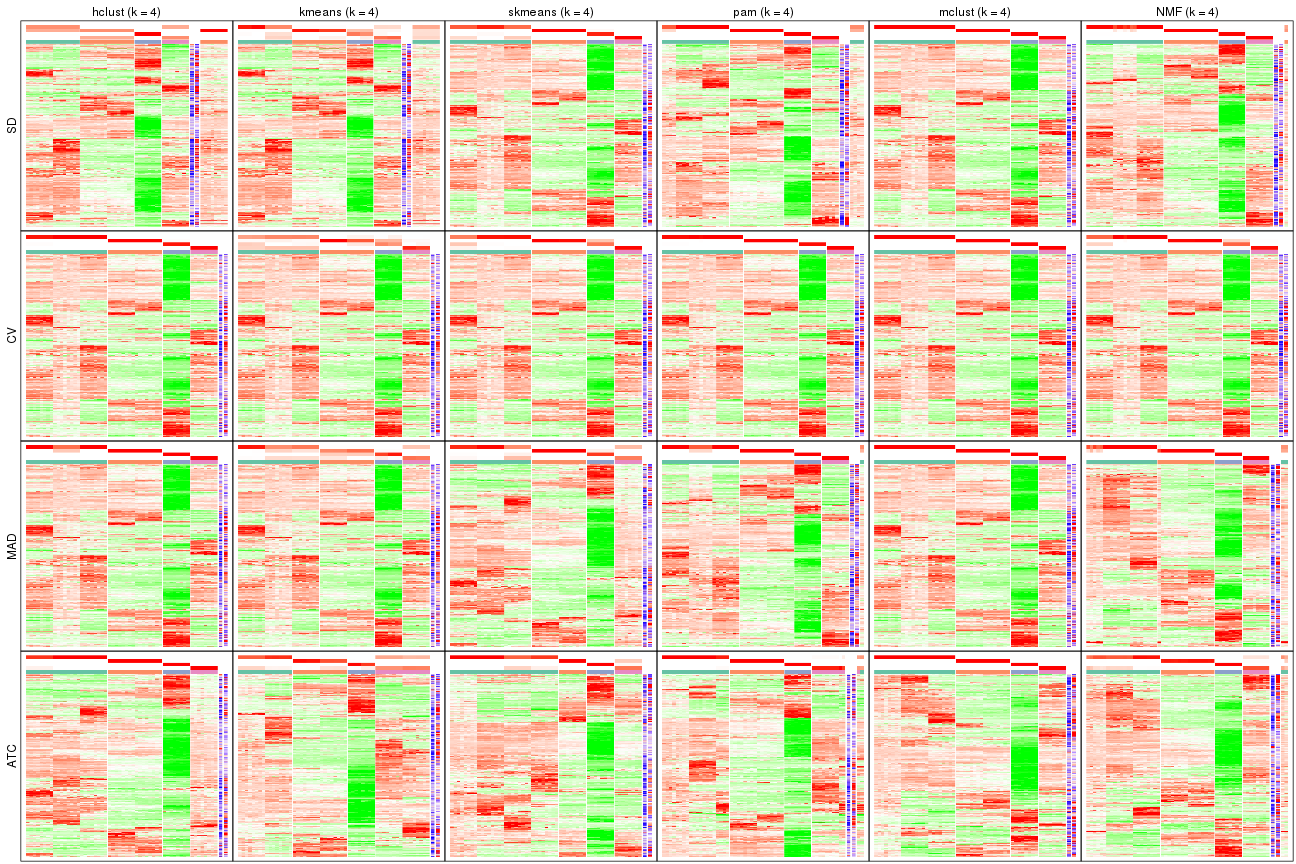 hclust (k = 4) kmeans (k = 4) skmeans (k = 4) pam (k = 4) mclust (k = 4) NMF (k = 4)
SD
CV
MAD
ATC